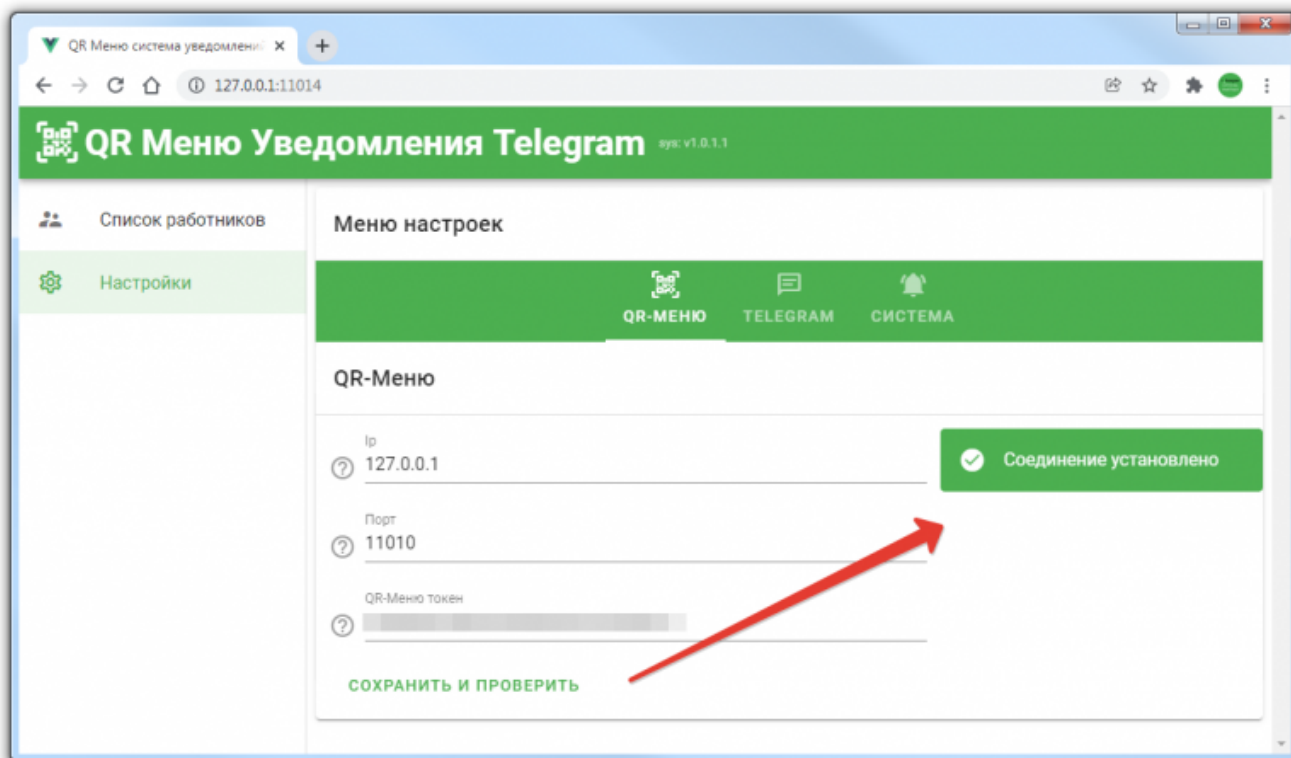 QR Меню система уведомлени
127.0.0.1:11014
QR Меню Уведомления Telegram sys: v1.0.1.1
Список работников
Настройки
Меню настроек
QR-МЕНЮ TELEGRAM СИСТЕМА
QR-Меню
Ip
127.0.0.1
Соединение установлено
Порт
11010
QR-Меню токен
СОХРАНИТЬ И ПРОВЕРИТЬ